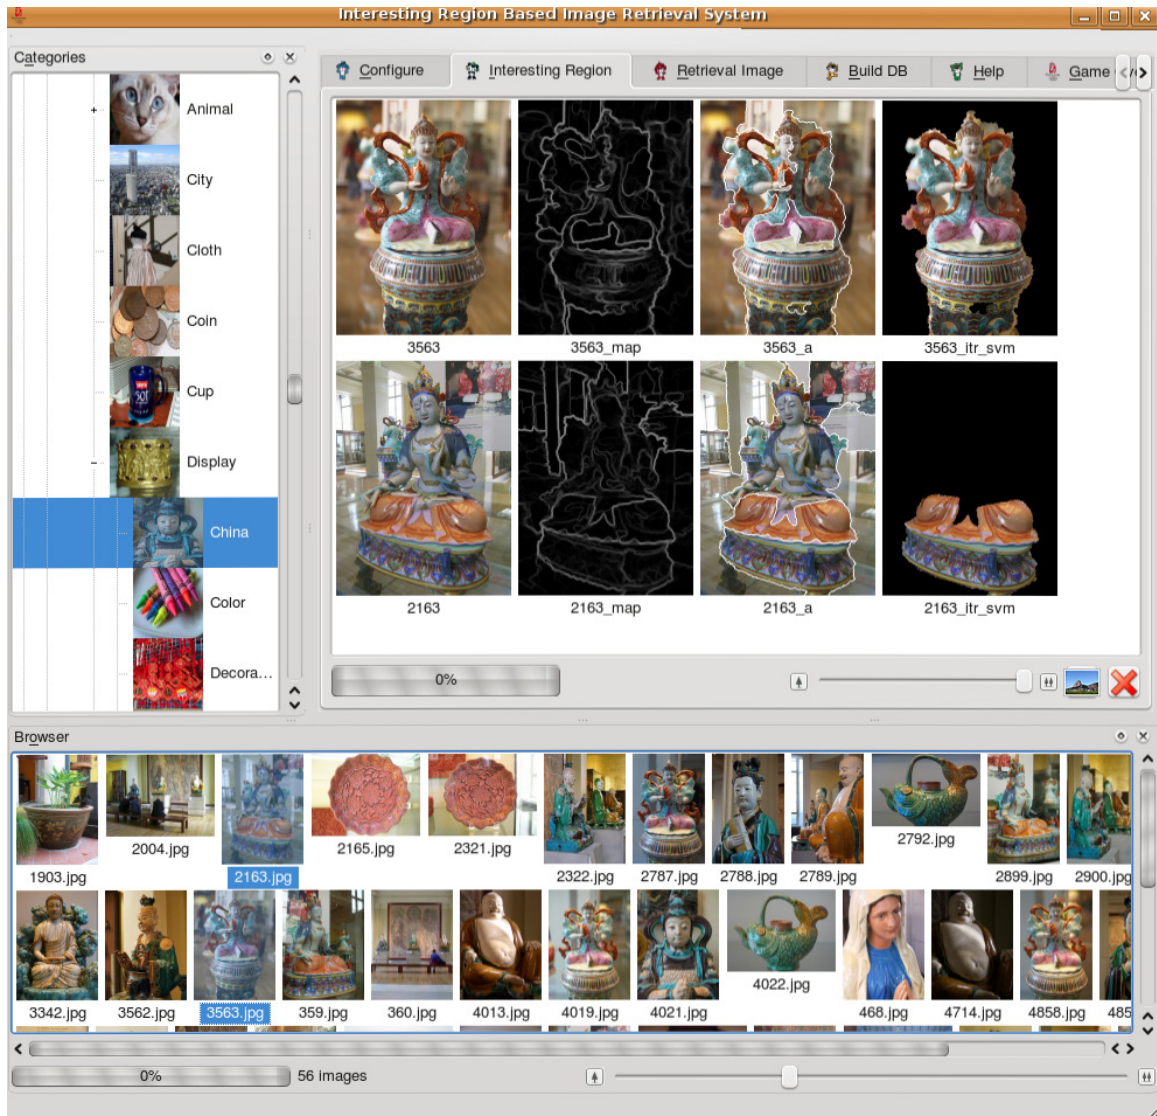 Interesting Region Based Image Retrieval System
Categories
Configure
Interesting Region
Retrieval Image
Build DB
Help
Game
Animal
City
Cloth
Coin
Cup
Display
China
Color
Decora...
3563
3563_map
3563_a
3563_itr_svm
2163
2163_map
2163_a
2163_itr_svm
0%
Browser
1903.jpg
2004.jpg
2163.jpg
2165.jpg
2321.jpg
2322.jpg
2787.jpg
2788.jpg
2789.jpg
2792.jpg
2899.jpg
2900.jpg
3342.jpg
3562.jpg
3563.jpg
359.jpg
360.jpg
4013.jpg
4019.jpg
4021.jpg
4022.jpg
468.jpg
4714.jpg
4858.jpg
485
0%
56 images